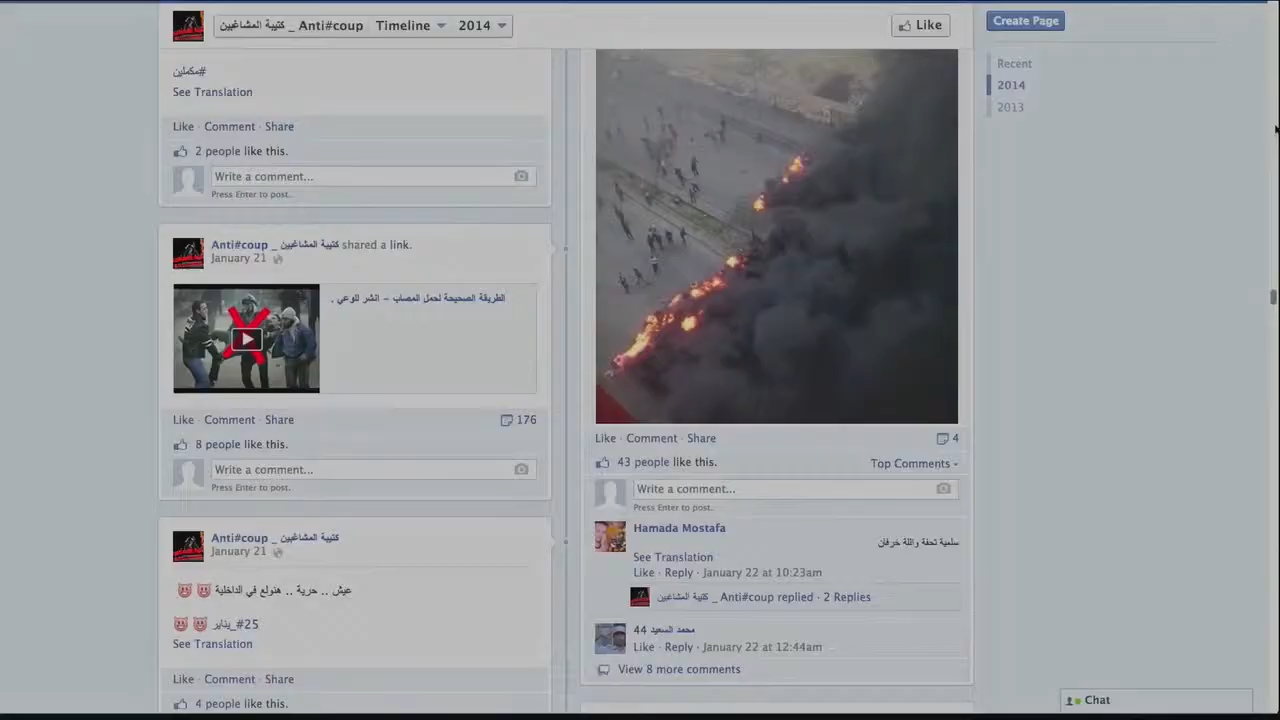 كتيبة المشاغبين _ Anti#coup
Timeline
2014
Like
Create Page
Recent
2014
2013
#مكملين
See Translation
Like · Comment · Share
2 people like this.
Write a comment...
Press Enter to post.
Anti#coup _ كتيبة المشاغبين shared a link.
January 21
الطريقة الصحيحة لحمل المصاب - انشر للوعي .
Like · Comment · Share
176
8 people like this.
Write a comment...
Press Enter to post.
Anti#coup _ كتيبة المشاغبين
January 21
عيش .. حرية .. هنولع في الداخلية
#25_يناير
See Translation
Like · Comment · Share
4 people like this.
Like · Comment · Share
4
43 people like this.
Top Comments
Write a comment...
Press Enter to post.
Hamada Mostafa
سلمية تحفة واللة خرفان
See Translation
Like · Reply · January 22 at 10:23am
كتيبة المشاغبين _ Anti#coup replied · 2 Replies
محمد السعيد 44
Like · Reply · January 22 at 12:44am
View 8 more comments
Chat